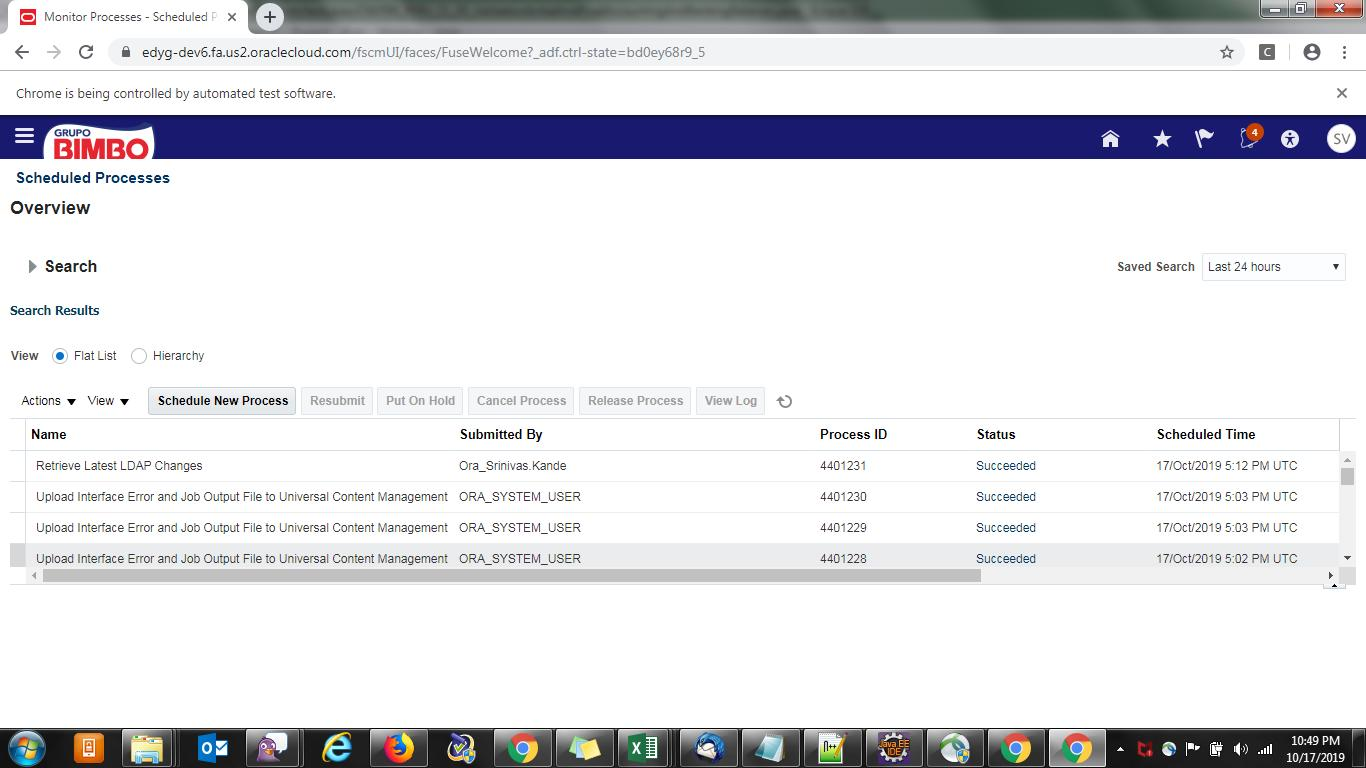 Monitor Processes - Scheduled P
edyg-dev6.fa.us2.oraclecloud.com/fscmUI/faces/FuseWelcome?_adf.ctrl-state=bd0ey68r9_5
C
Chrome is being controlled by automated test software.
GRUPO
BIMBO
4
SV
Scheduled Processes
Overview
Search
Saved Search Last 24 hours
Search Results
View Flat List Hierarchy
Actions View Schedule New Process Resubmit Put On Hold Cancel Process Release Process View Log
Name Submitted By Process ID Status Scheduled Time
Retrieve Latest LDAP Changes Ora_Srinivas.Kande 4401231 Succeeded 17/Oct/2019 5:12 PM UTC
Upload Interface Error and Job Output File to Universal Content Management ORA_SYSTEM_USER 4401230 Succeeded 17/Oct/2019 5:03 PM UTC
Upload Interface Error and Job Output File to Universal Content Management ORA_SYSTEM_USER 4401229 Succeeded 17/Oct/2019 5:03 PM UTC
Upload Interface Error and Job Output File to Universal Content Management ORA_SYSTEM_USER 4401228 Succeeded 17/Oct/2019 5:02 PM UTC
Java EE
IDE
10:49 PM
10/17/2019